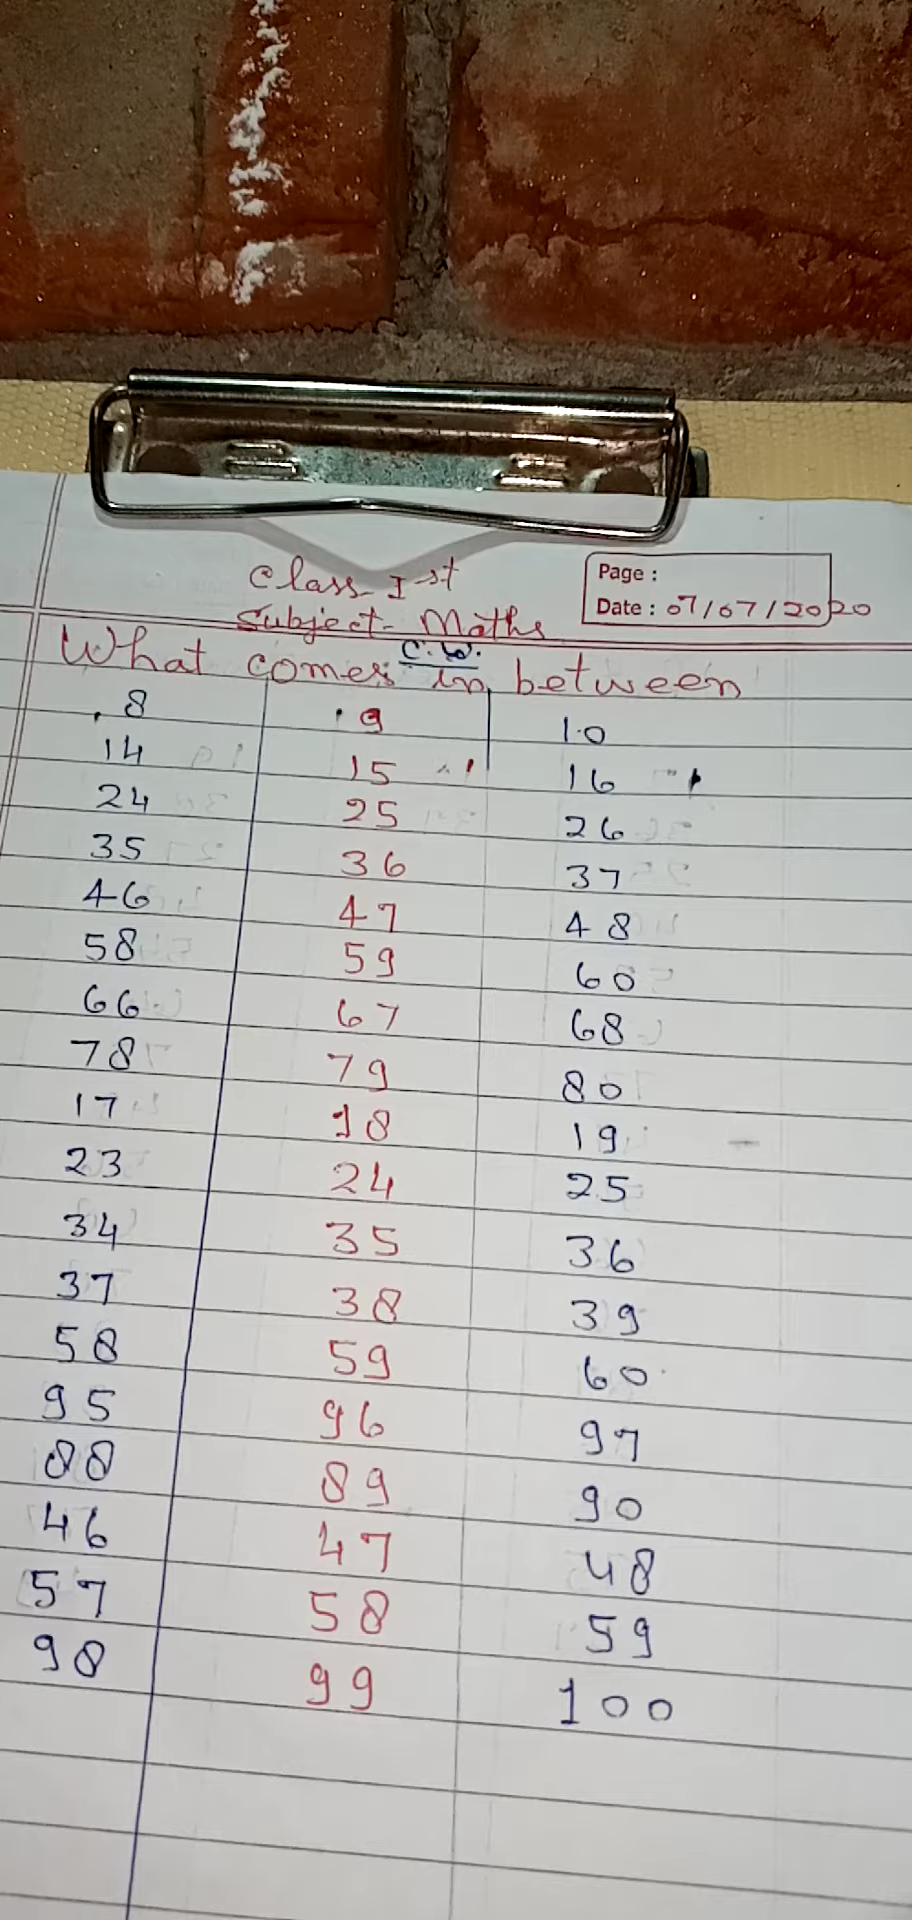 Class-Ist
Page :
Subject- Maths
Date : 07/07/2020
C.W.
What comes in between
8 9 10
14 15 16
24 25 26
35 36 37
46 47 48
58 59 60
66 67 68
78 79 80
17 18 19
23 24 25
34 35 36
37 38 39
58 59 60
95 96 97
88 89 90
46 47 48
57 58 59
98 99 100